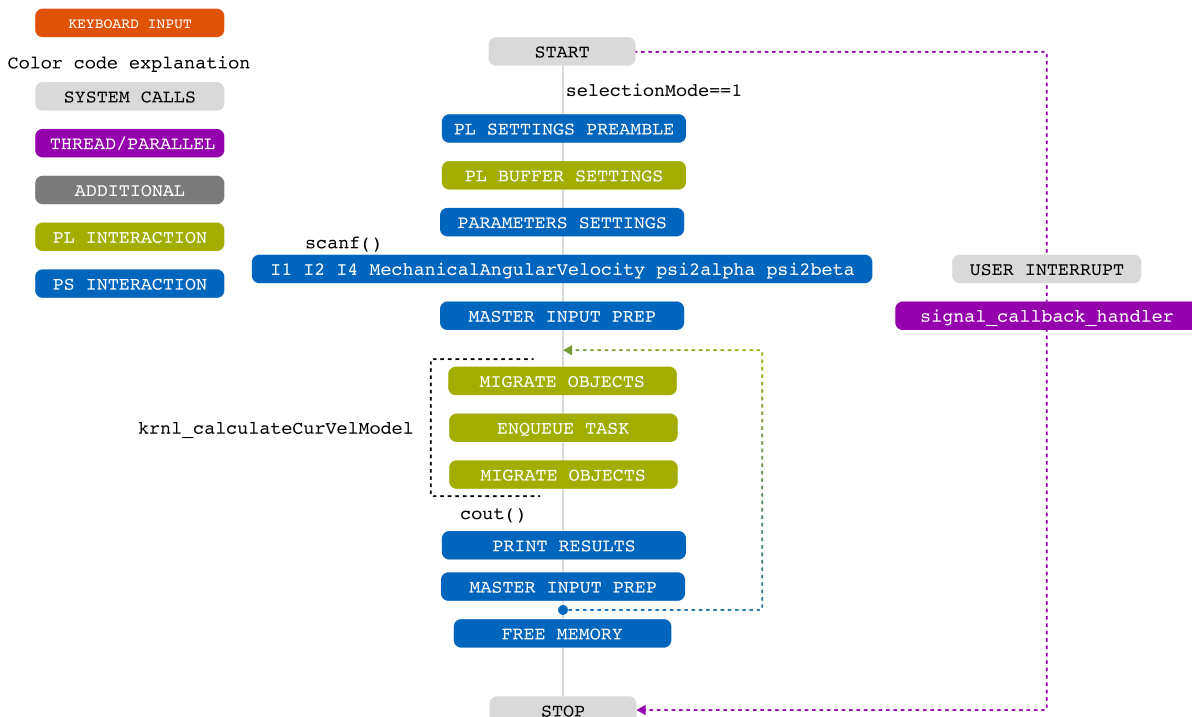 KEYBOARD INPUT
Color code explanation
SYSTEM CALLS
THREAD/PARALLEL
ADDITIONAL
PL INTERACTION
PS INTERACTION
START
selectionMode==1
PL SETTINGS PREAMBLE
PL BUFFER SETTINGS
PARAMETERS SETTINGS
scanf()
I1 I2 I4 MechanicalAngularVelocity psi2alpha psi2beta
MASTER INPUT PREP
MIGRATE OBJECTS
krnl_calculateCurVelModel
ENQUEUE TASK
MIGRATE OBJECTS
cout()
PRINT RESULTS
MASTER INPUT PREP
FREE MEMORY
STOP
USER INTERRUPT
signal_callback_handler